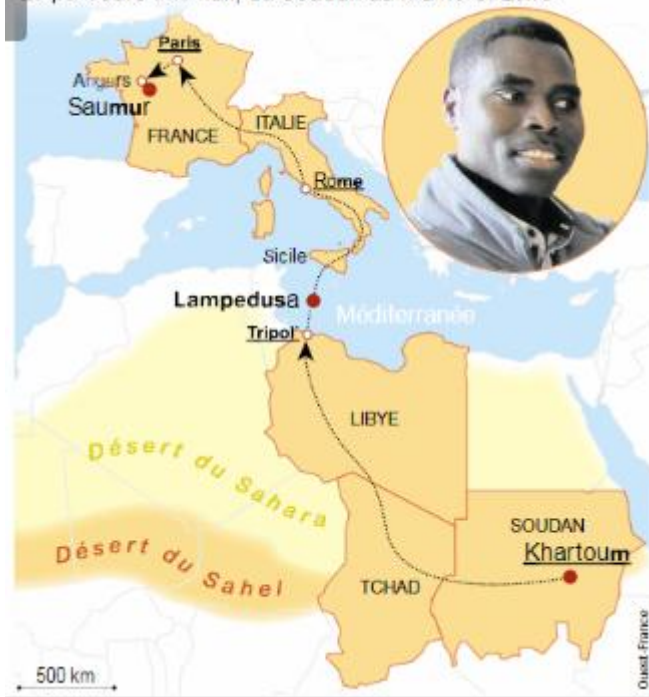 Paris
Angers
Saumur
FRANCE
ITALIE
Rome
Sicile
Lampedusa
Méditerranée
Tripol'
LIBYE
Désert du Sahara
SOUDAN
Khartoum
Désert du Sahel
TCHAD
500 km
Ouest-France